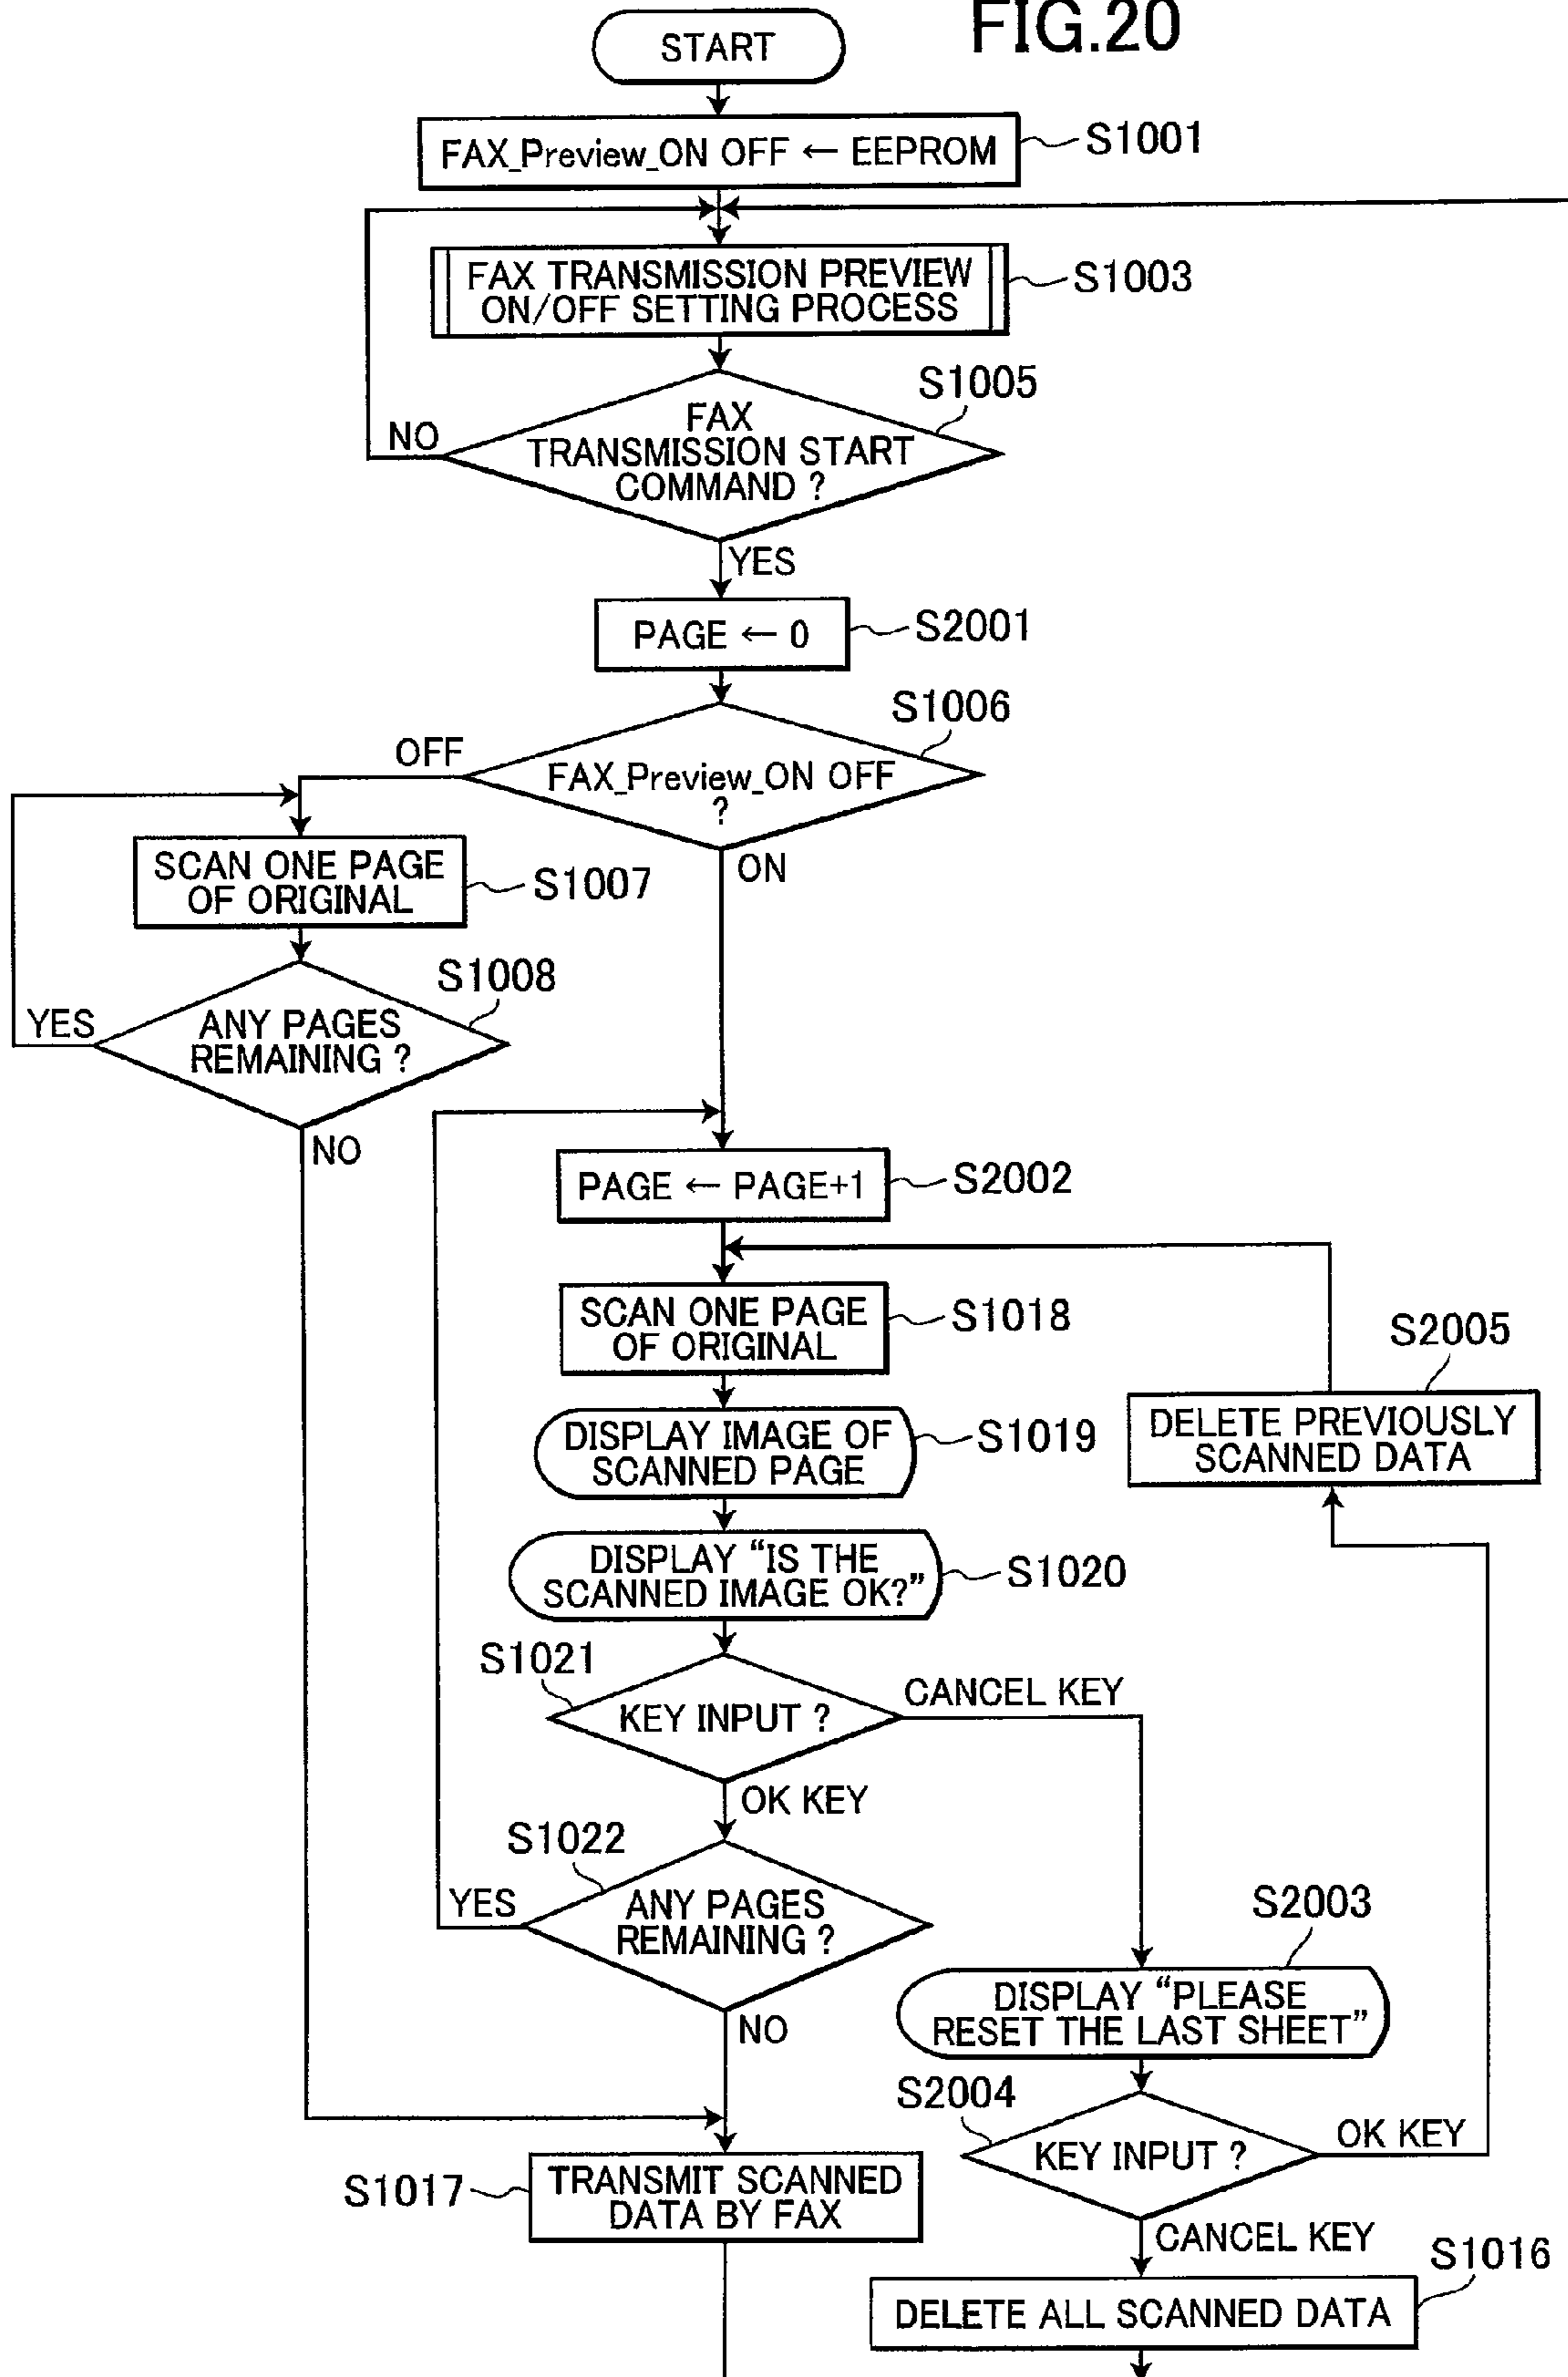 FIG.20
START
FAX_Preview_ON OFF ← EEPROM
S1001
FAX TRANSMISSION PREVIEW
ON/OFF SETTING PROCESS
S1003
S1005
FAX
TRANSMISSION START
COMMAND ?
NO
YES
PAGE ← 0
S2001
S1006
OFF
FAX_Preview_ON OFF
?
ON
SCAN ONE PAGE
OF ORIGINAL
S1007
S1008
YES
ANY PAGES
REMAINING ?
NO
PAGE ← PAGE+1
S2002
SCAN ONE PAGE
OF ORIGINAL
S1018
S2005
DELETE PREVIOUSLY
SCANNED DATA
DISPLAY IMAGE OF
SCANNED PAGE
S1019
DISPLAY “IS THE
SCANNED IMAGE OK?”
S1020
S1021
KEY INPUT ?
CANCEL KEY
OK KEY
S1022
YES
ANY PAGES
REMAINING ?
NO
S2003
DISPLAY “PLEASE
RESET THE LAST SHEET”
S2004
KEY INPUT ?
OK KEY
CANCEL KEY
S1017
TRANSMIT SCANNED
DATA BY FAX
S1016
DELETE ALL SCANNED DATA